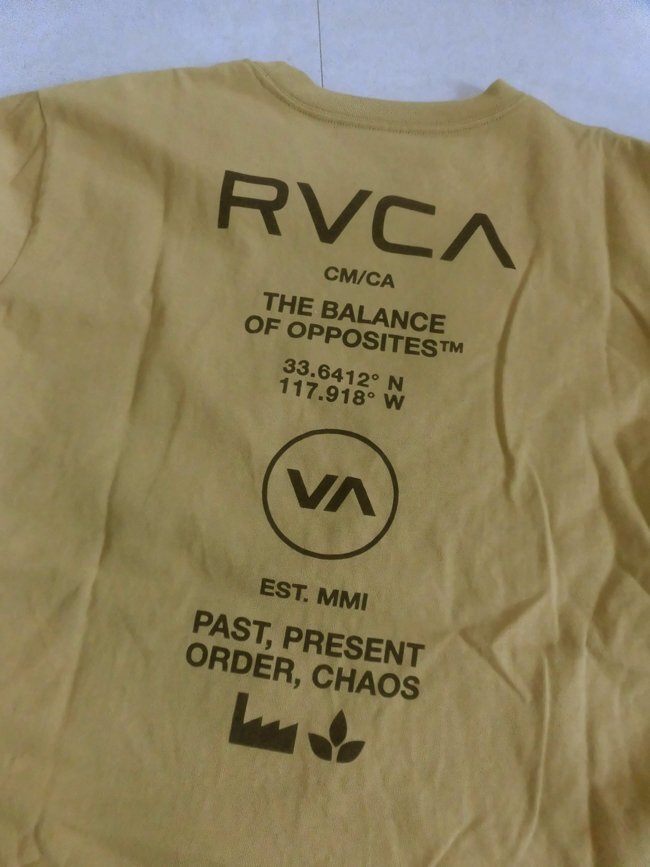 RVCA
CM/CA
THE BALANCE
OF OPPOSITES™
33.6412° N
117.918° W
VA
EST. MMI
PAST, PRESENT
ORDER, CHAOS